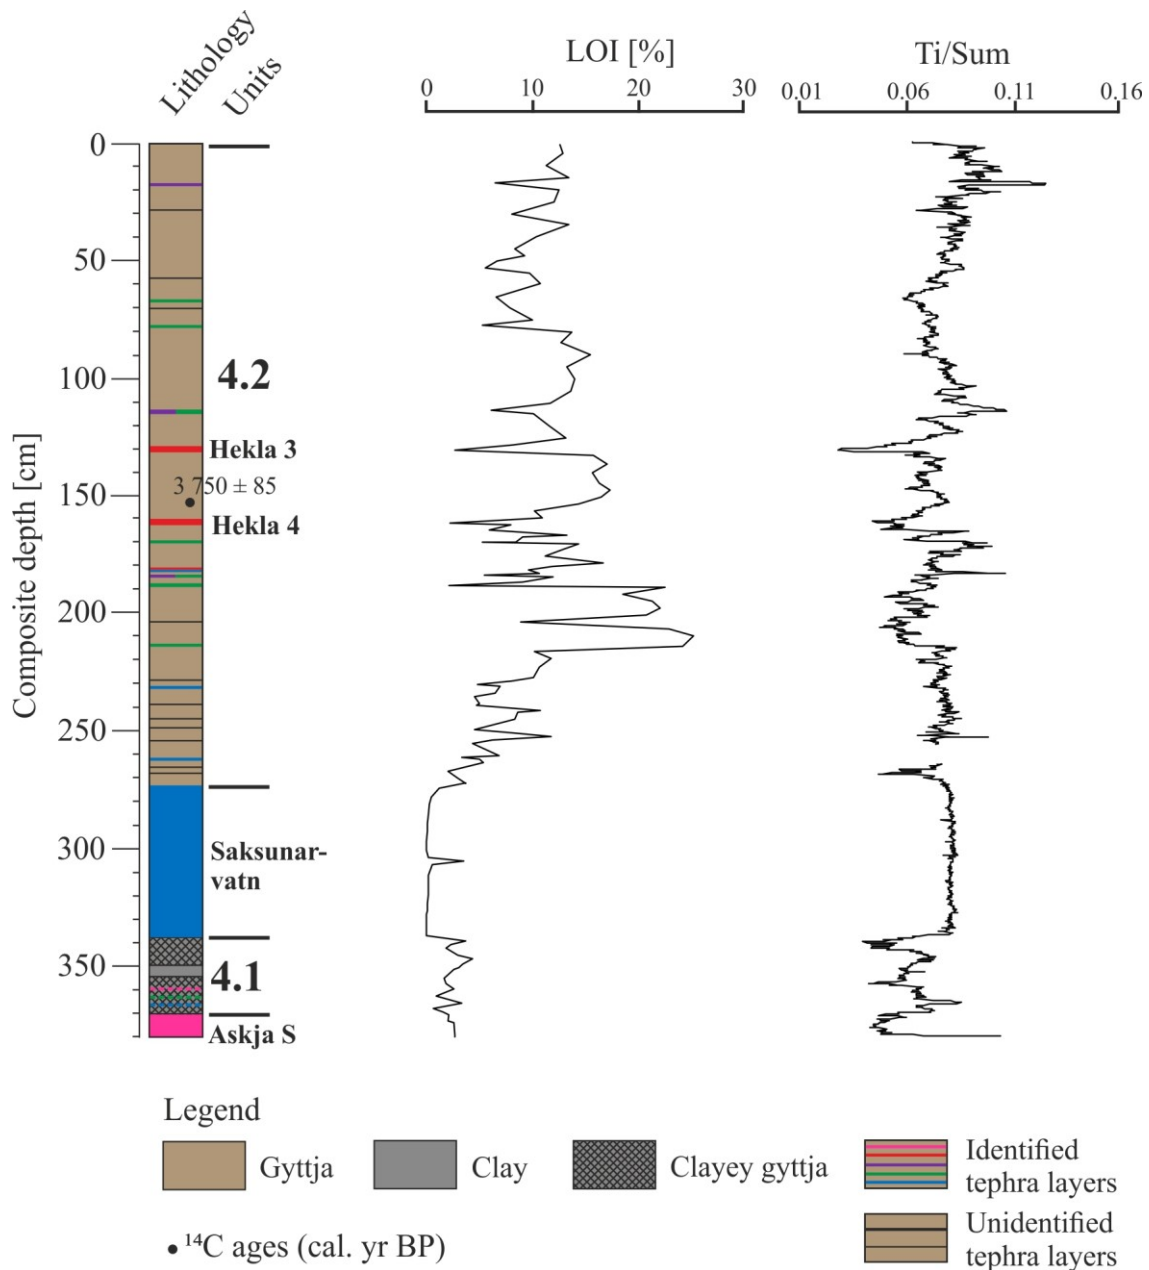 Lithology
Units
LOI [%]
0 10 20 30
Ti/Sum
0.01 0.06 0.11 0.16
Composite depth [cm]
0
50
100
150
200
250
300
350
4.2
Hekla 3
3 750 ± 85
Hekla 4
Saksunar-
vatn
4.1
Askja S
Legend
Gyttja
Clay
Clayey gyttja
Identified
tephra layers
• ¹⁴C ages (cal. yr BP)
Unidentified
tephra layers